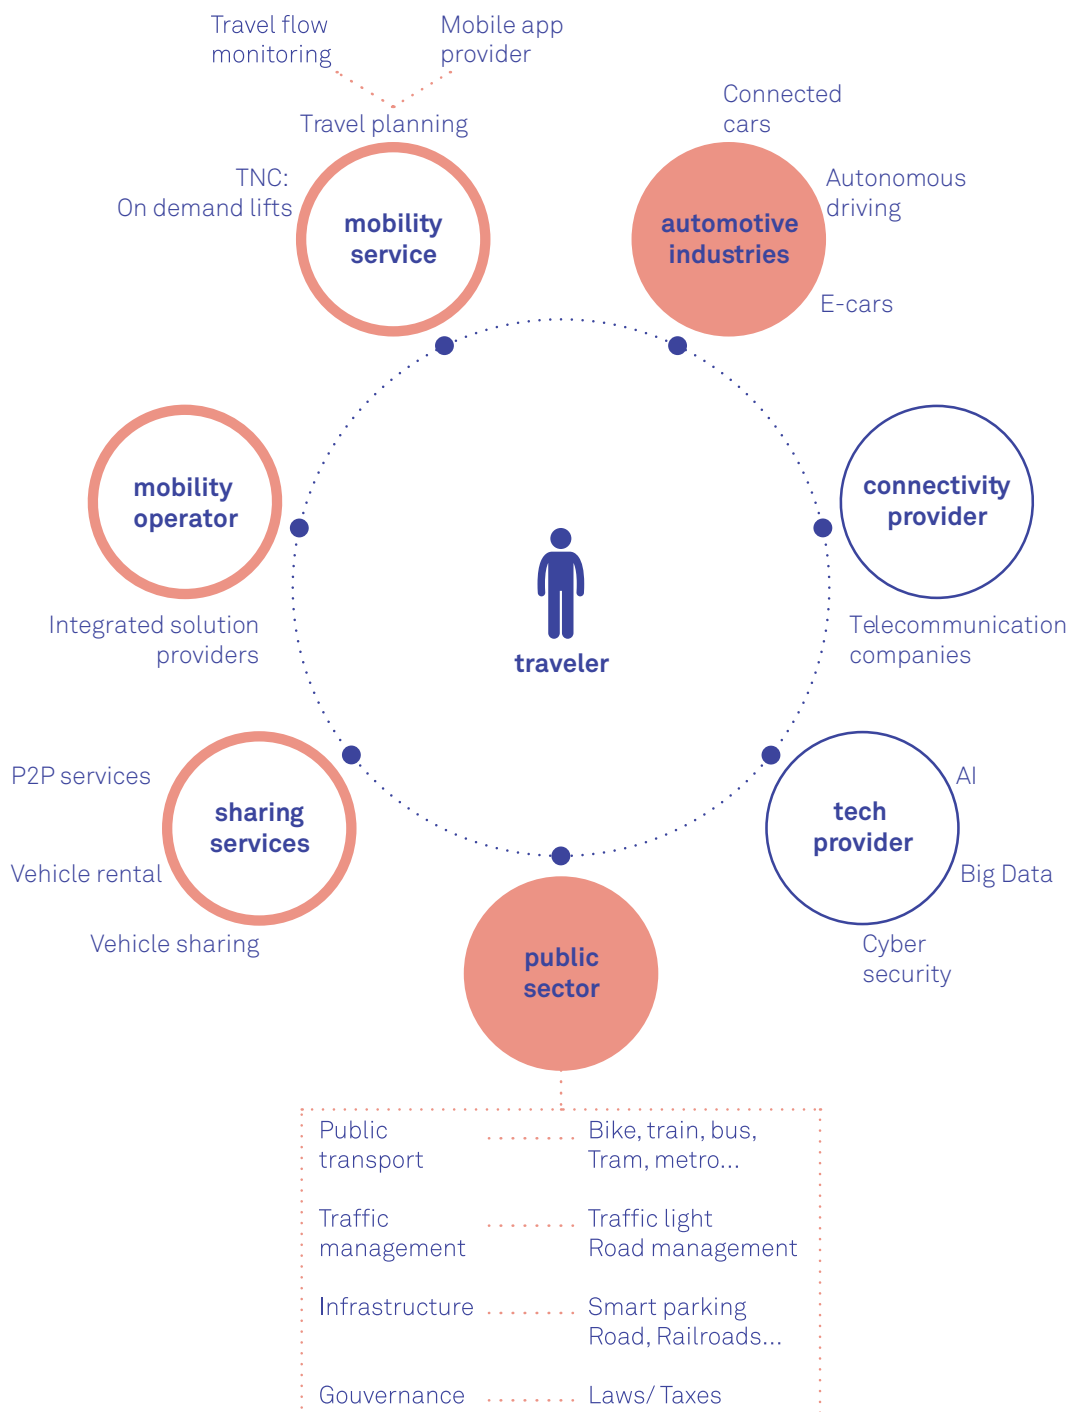 Travel flow
monitoring
Mobile app
provider
Travel planning
TNC:
On demand lifts
mobility
service
Connected
cars
automotive
industries
Autonomous
driving
E-cars
mobility
operator
Integrated solution
providers
connectivity
provider
Telecommunication
companies
traveler
P2P services
Vehicle rental
Vehicle sharing
sharing
services
tech
provider
AI
Big Data
Cyber
security
public
sector
Public
transport
Bike, train, bus,
Tram, metro...
Traffic
management
Traffic light
Road management
Infrastructure
Smart parking
Road, Railroads...
Gouvernance
Laws/ Taxes